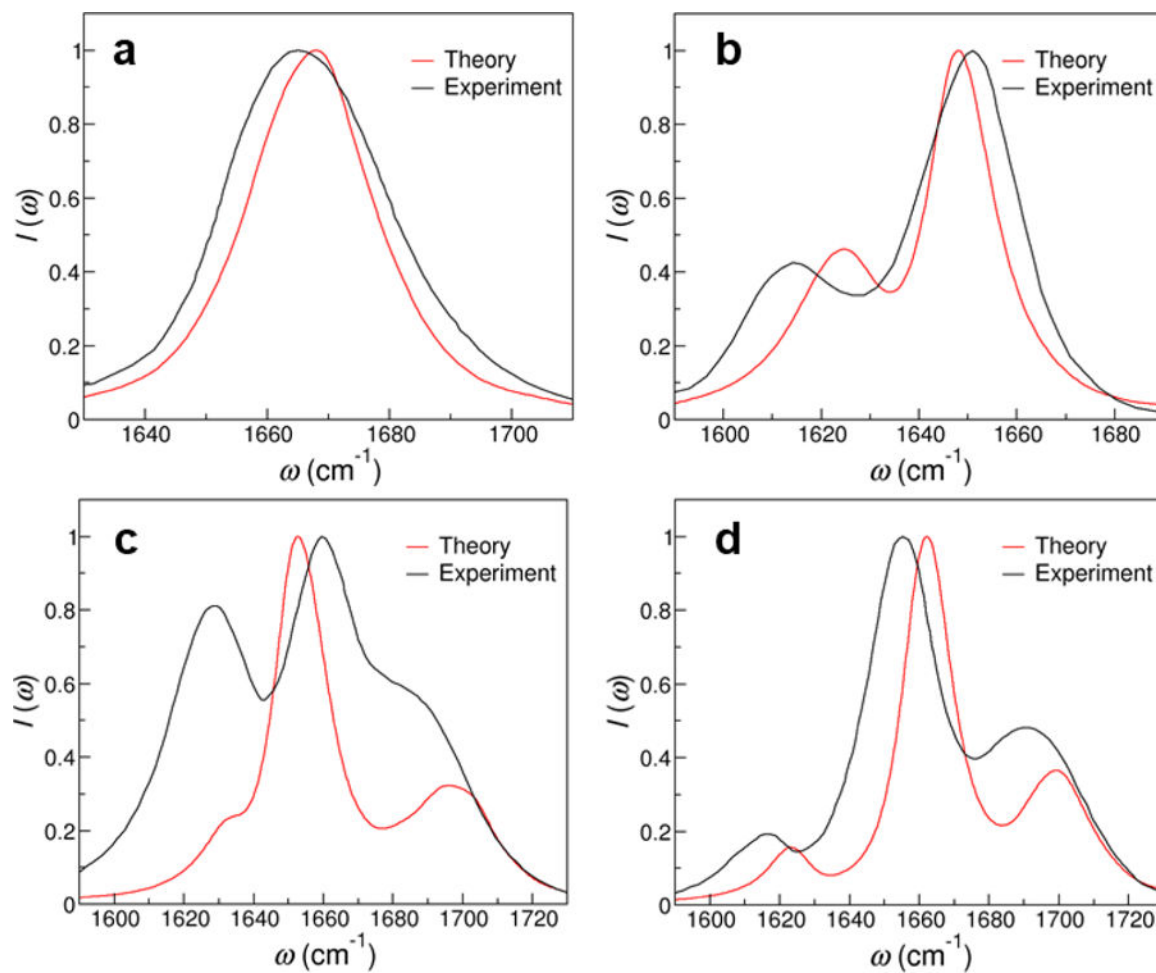 a
Theory
Experiment
I (ω)
1
0.8
0.6
0.4
0.2
0
1640 1660 1680 1700
ω (cm-1)
b
Theory
Experiment
I (ω)
1
0.8
0.6
0.4
0.2
0
1600 1620 1640 1660 1680
ω (cm-1)
c
Theory
Experiment
I (ω)
1
0.8
0.6
0.4
0.2
0
1600 1620 1640 1660 1680 1700 1720
ω (cm-1)
d
Theory
Experiment
I (ω)
1
0.8
0.6
0.4
0.2
0
1600 1620 1640 1660 1680 1700 1720
ω (cm-1)